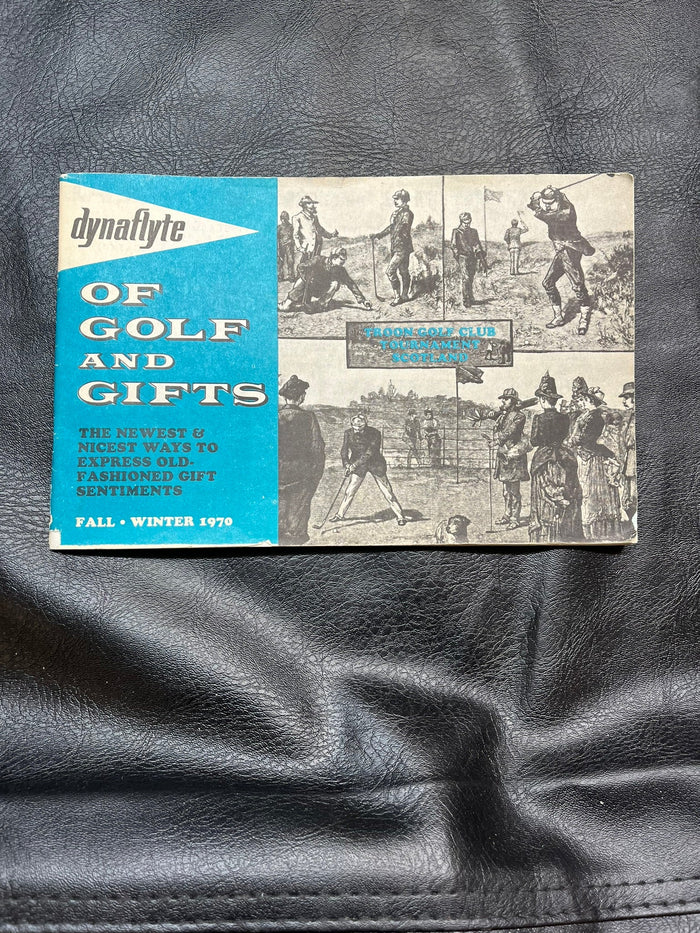 dynaflyte
OF
GOLF
AND
GIFTS
THE NEWEST &
NICEST WAYS TO
EXPRESS OLD-
FASHIONED GIFT
SENTIMENTS
FALL • WINTER 1970
TROON GOLF CLUB
TOURNAMENT
SCOTLAND